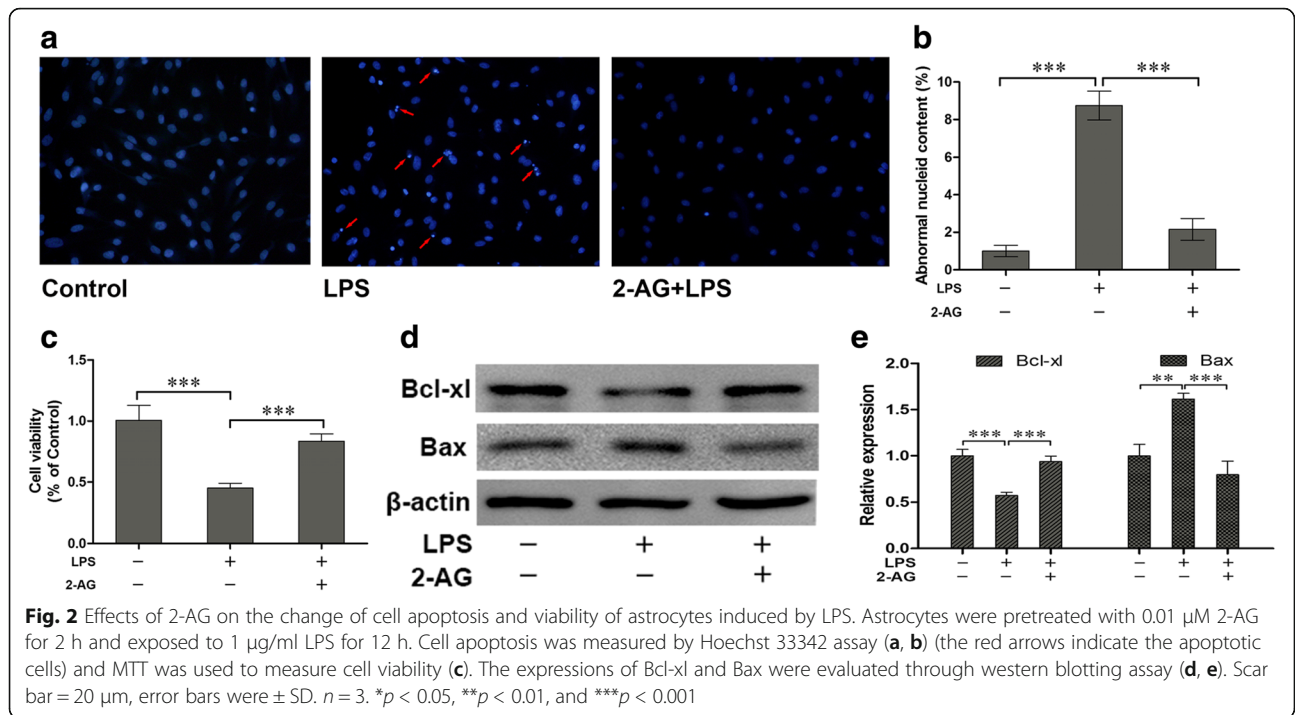 a
Control
LPS
2-AG+LPS
b
Abnormal nucleid content (%)
10
8
6
4
2
0
***
***
LPS − + +
2-AG − − +
c
Cell viability
(% of Control)
1.5
1.0
0.5
0.0
***
***
LPS − + +
2-AG − − +
d
Bcl-xl
Bax
β-actin
LPS − + +
2-AG − − +
e
Relative expression
2.0
1.5
1.0
0.5
0.0
Bcl-xl
Bax
*** ***
** ***
LPS − + + − + +
2-AG − − + − − +
Fig. 2 Effects of 2-AG on the change of cell apoptosis and viability of astrocytes induced by LPS. Astrocytes were pretreated with 0.01 μM 2-AG
for 2 h and exposed to 1 μg/ml LPS for 12 h. Cell apoptosis was measured by Hoechst 33342 assay (a, b) (the red arrows indicate the apoptotic
cells) and MTT was used to measure cell viability (c). The expressions of Bcl-xl and Bax were evaluated through western blotting assay (d, e). Scar
bar = 20 μm, error bars were ± SD. n = 3. *p < 0.05, **p < 0.01, and ***p < 0.001